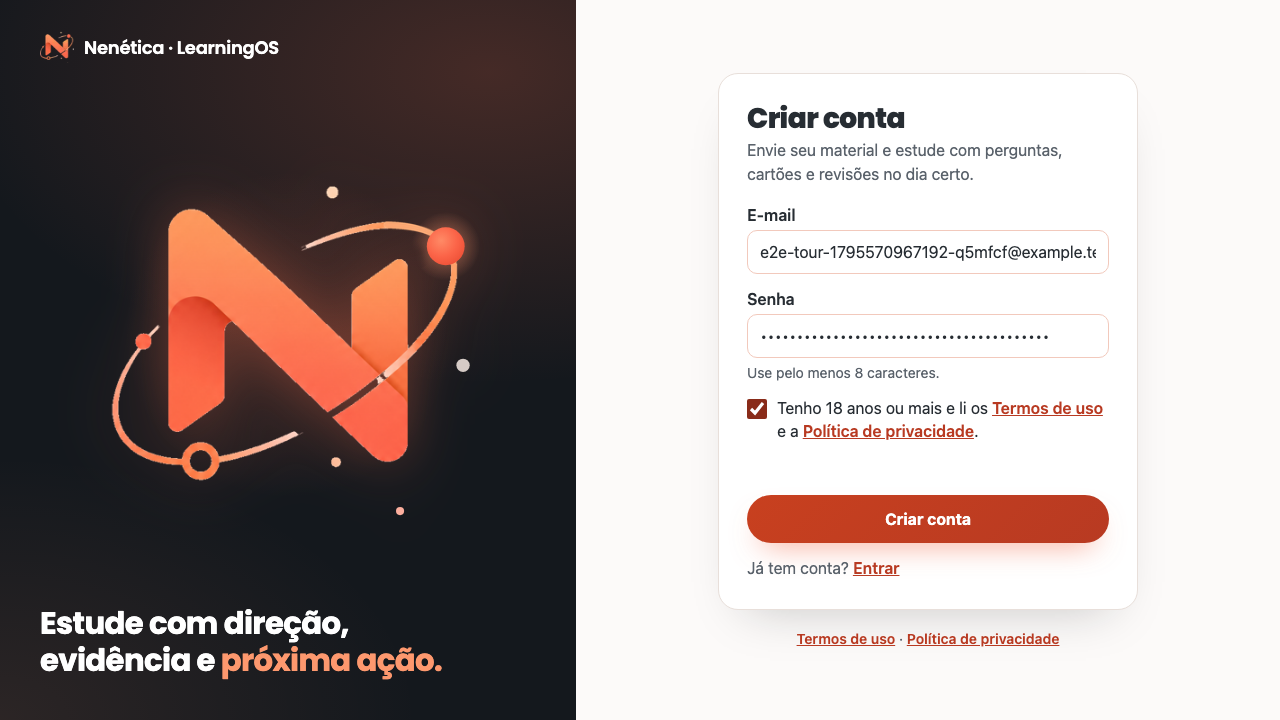 Nenética · LearningOS
Estude com direção,
evidência e próxima ação.
Criar conta
Envie seu material e estude com perguntas,
cartões e revisões no dia certo.
E-mail
e2e-tour-1795570967192-q5mfcf@example.te
Senha
Use pelo menos 8 caracteres.
Tenho 18 anos ou mais e li os Termos de uso
e a Política de privacidade.
Criar conta
Já tem conta? Entrar
Termos de uso · Política de privacidade